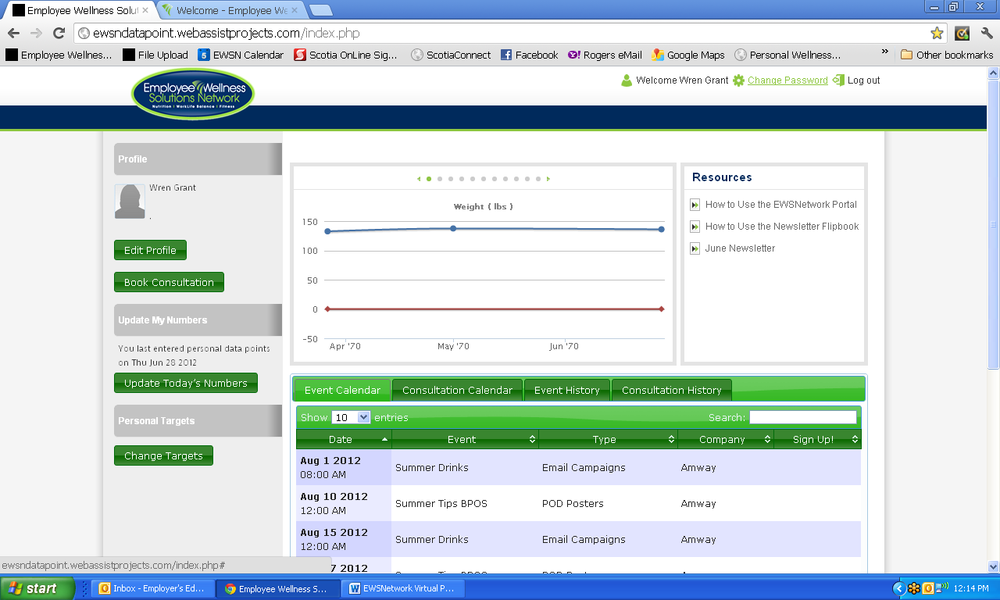 Employee Wellness Solut
Welcome - Employee We
ewsndatapoint.webassistprojects.com/index.php
Employee Wellnes...
File Upload
EWSN Calendar
Scotia OnLine Sig...
ScotiaConnect
Facebook
Rogers eMail
Google Maps
Personal Wellness...
»
Other bookmarks
Employee Wellness
Solutions Network
Nutrition | WorkLife Balance | Fitness
Welcome Wren Grant
Change Password
Log out
Profile
Wren Grant
,
Edit Profile
Book Consultation
Update My Numbers
You last entered personal data points
on Thu Jun 28 2012
Update Today's Numbers
Personal Targets
Change Targets
Weight ( lbs )
150
100
50
0
-50
Apr '70
May '70
Jun '70
Resources
How to Use the EWSNetwork Portal
How to Use the Newsletter Flipbook
June Newsletter
Event Calendar
Consultation Calendar
Event History
Consultation History
Show 10 entries
Search:
Date Event Type Company Sign Up!
Aug 1 2012
08:00 AM
Summer Drinks Email Campaigns Amway
Aug 10 2012
12:00 AM
Summer Tips BPOS POD Posters Amway
Aug 15 2012
12:00 AM
Summer Drinks Email Campaigns Amway
7 2012
ewsndatapoint.webassistprojects.com/index.php#
start
Inbox - Employer's Ed...
Employee Wellness S...
EWSNetwork Virtual P...
12:14 PM